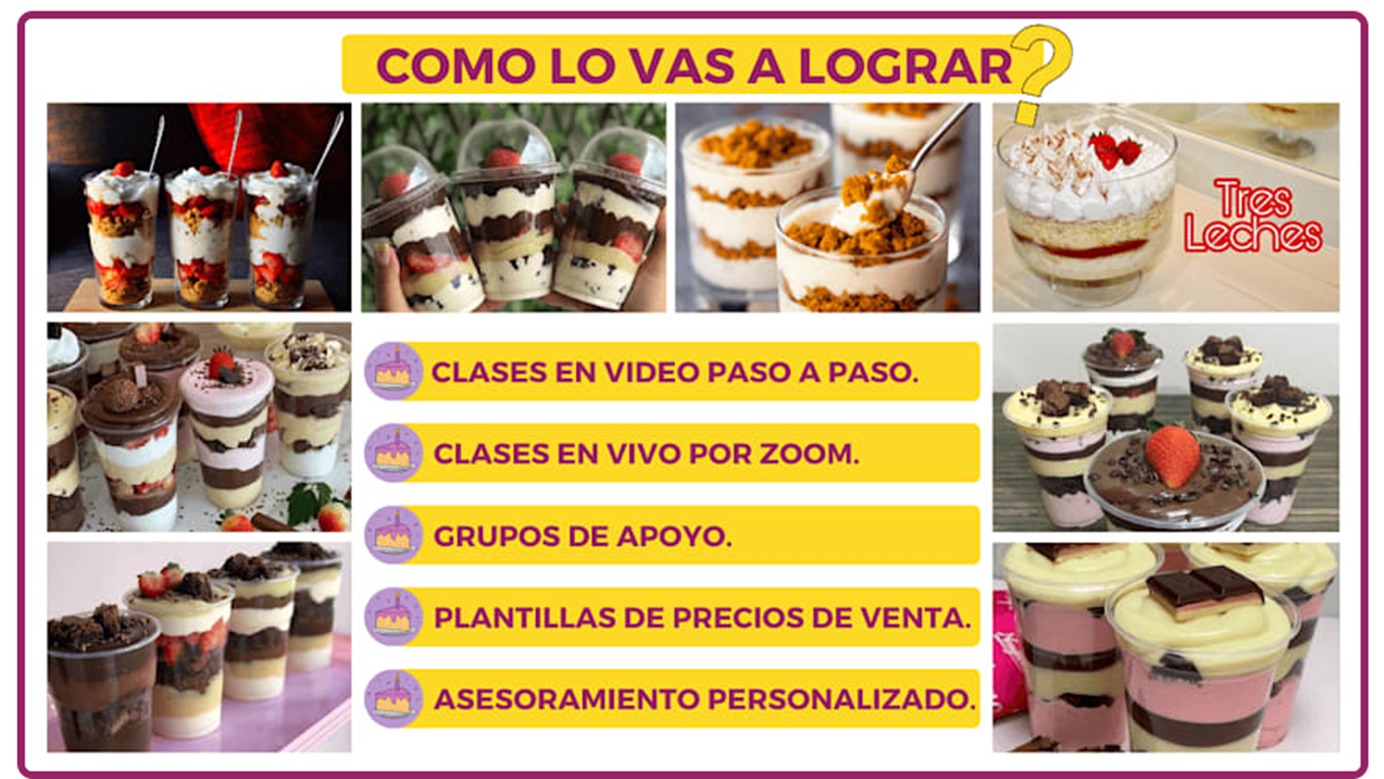 COMO LO VAS A LOGRAR?
Tres
Leches
CLASES EN VIDEO PASO A PASO.
CLASES EN VIVO POR ZOOM.
GRUPOS DE APOYO.
PLANTILLAS DE PRECIOS DE VENTA.
ASESORAMIENTO PERSONALIZADO.